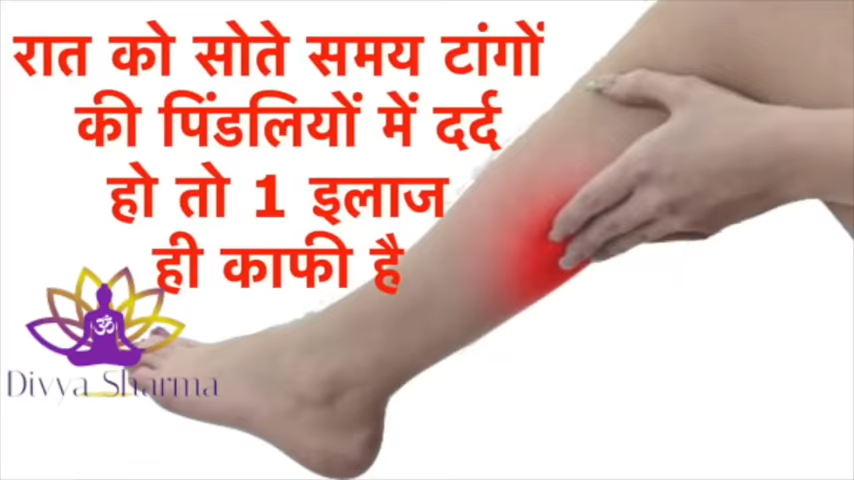 रात को सोते समय टांगों
की पिंडलियों में दर्द
हो तो 1 इलाज
ही काफी है
ॐ
Divya Sharma